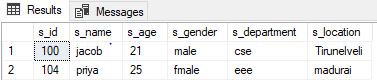 Results Messages
s_id s_name s_age s_gender s_department s_location
1 100 jacob 21 male cse Tirunelveli
2 104 priya 25 fmale eee madurai